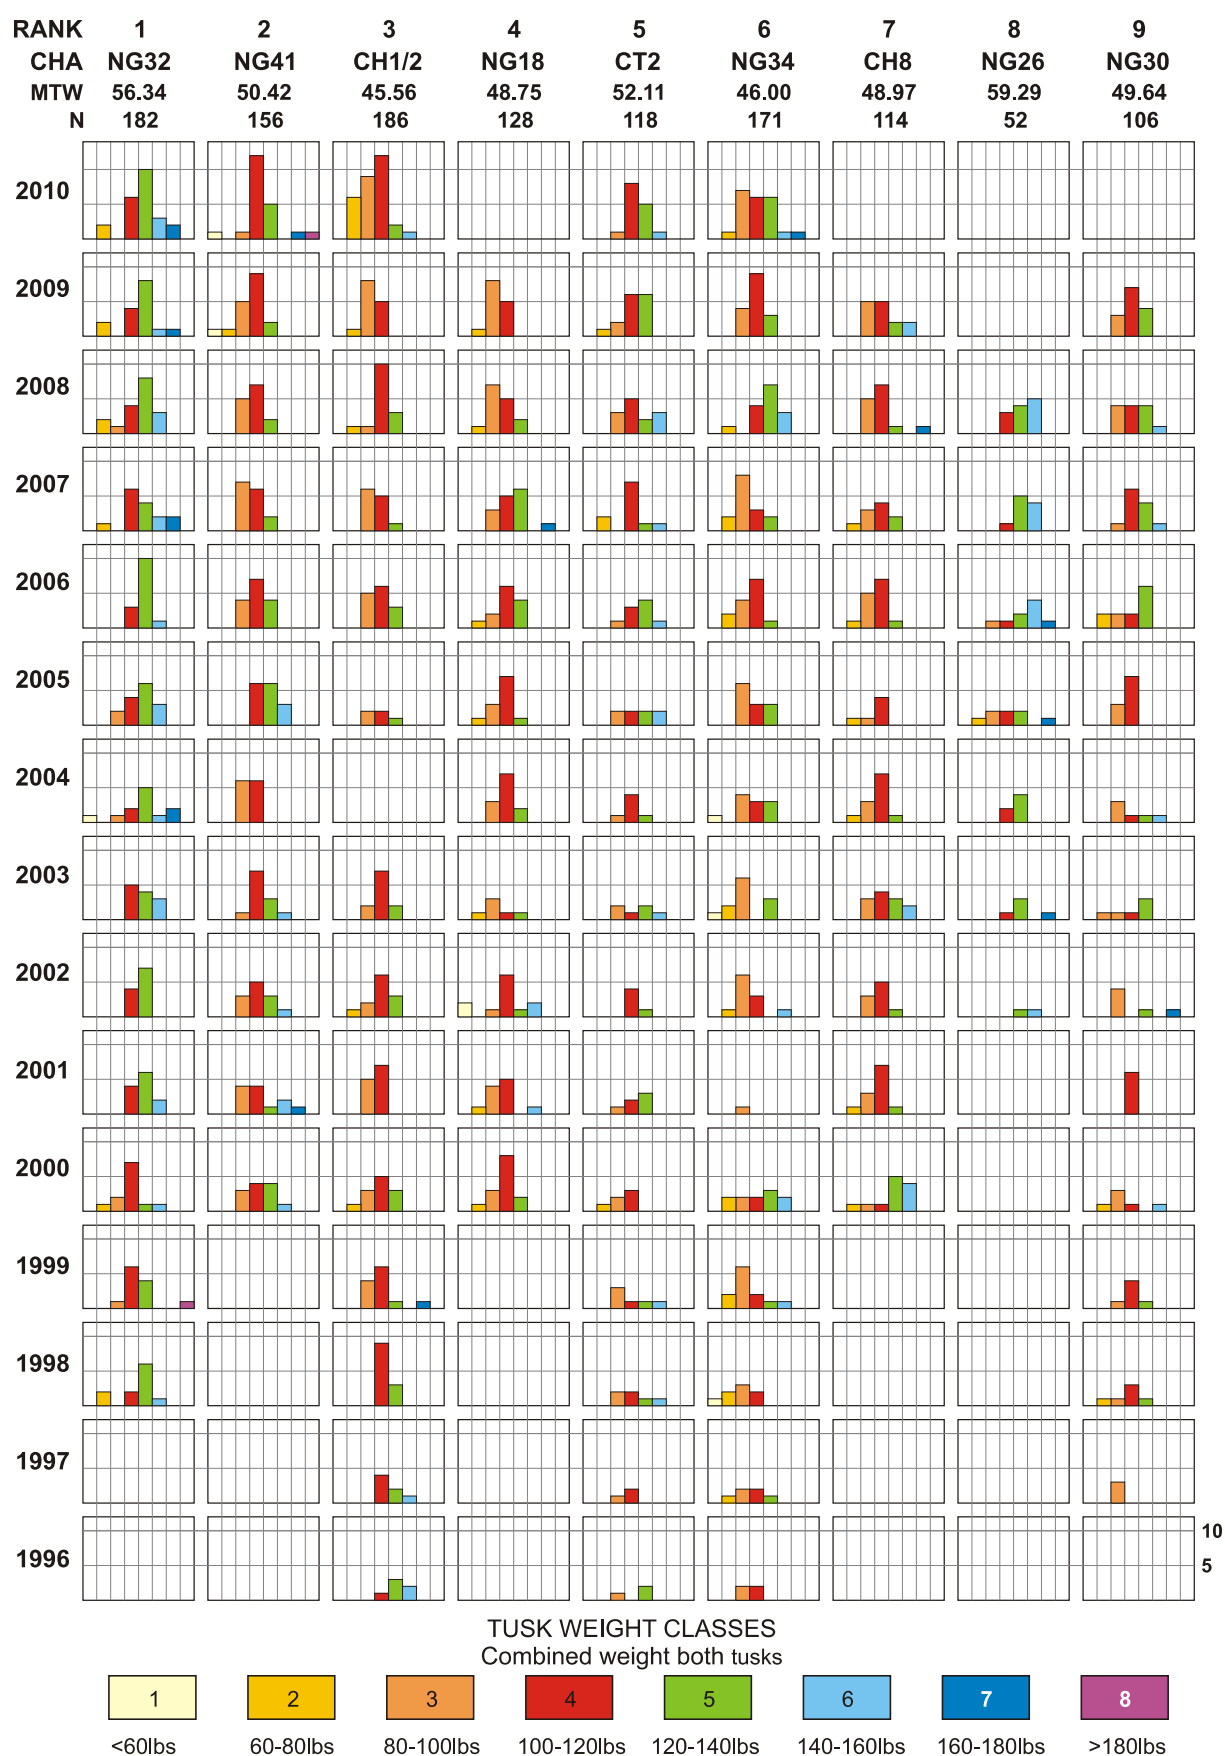 RANK 1 2 3 4 5 6 7 8 9
CHA NG32 NG41 CH1/2 NG18 CT2 NG34 CH8 NG26 NG30
MTW 56.34 50.42 45.56 48.75 52.11 46.00 48.97 59.29 49.64
N 182 156 186 128 118 171 114 52 106
2010
2009
2008
2007
2006
2005
2004
2003
2002
2001
2000
1999
1998
1997
10
1996 5
TUSK WEIGHT CLASSES
Combined weight both tusks
1 2 3 4 5 6 7 8
<60lbs 60-80lbs 80-100lbs 100-120lbs 120-140lbs 140-160lbs 160-180lbs >180lbs